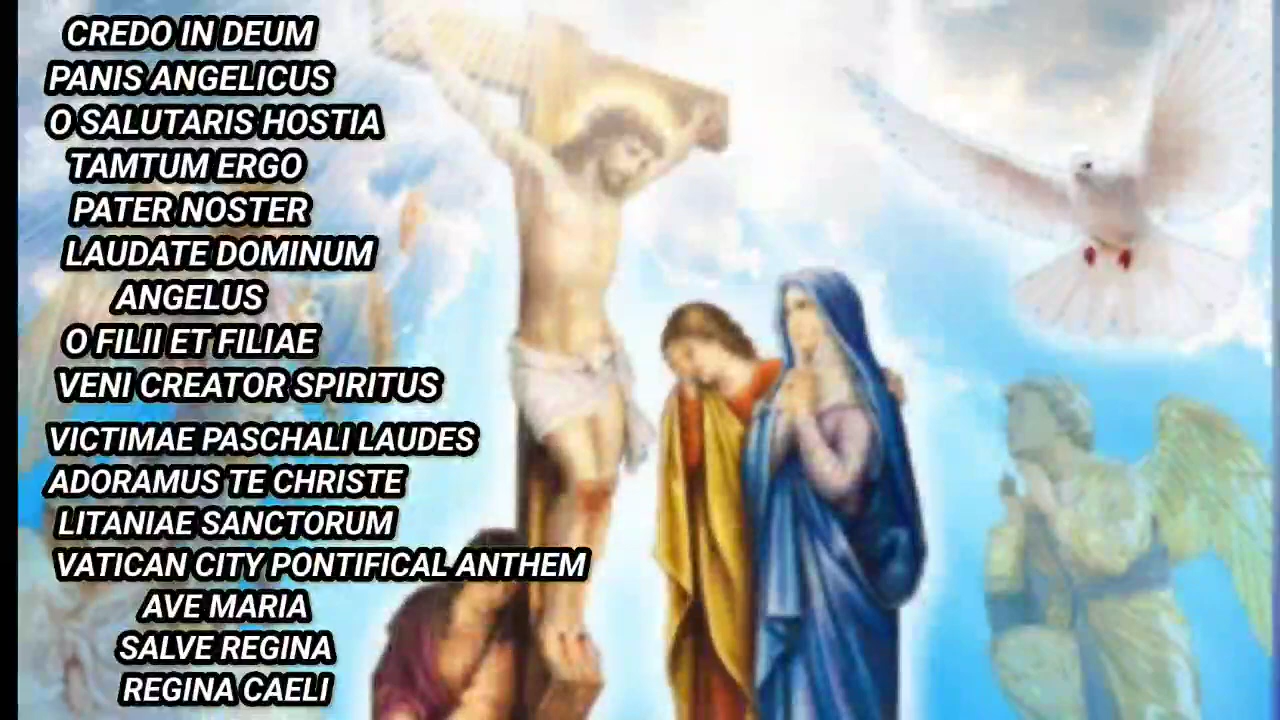 CREDO IN DEUM
PANIS ANGELICUS
O SALUTARIS HOSTIA
TAMTUM ERGO
PATER NOSTER
LAUDATE DOMINUM
ANGELUS
O FILII ET FILIAE
VENI CREATOR SPIRITUS
VICTIMAE PASCHALI LAUDES
ADORAMUS TE CHRISTE
LITANIAE SANCTORUM
VATICAN CITY PONTIFICAL ANTHEM
AVE MARIA
SALVE REGINA
REGINA CAELI